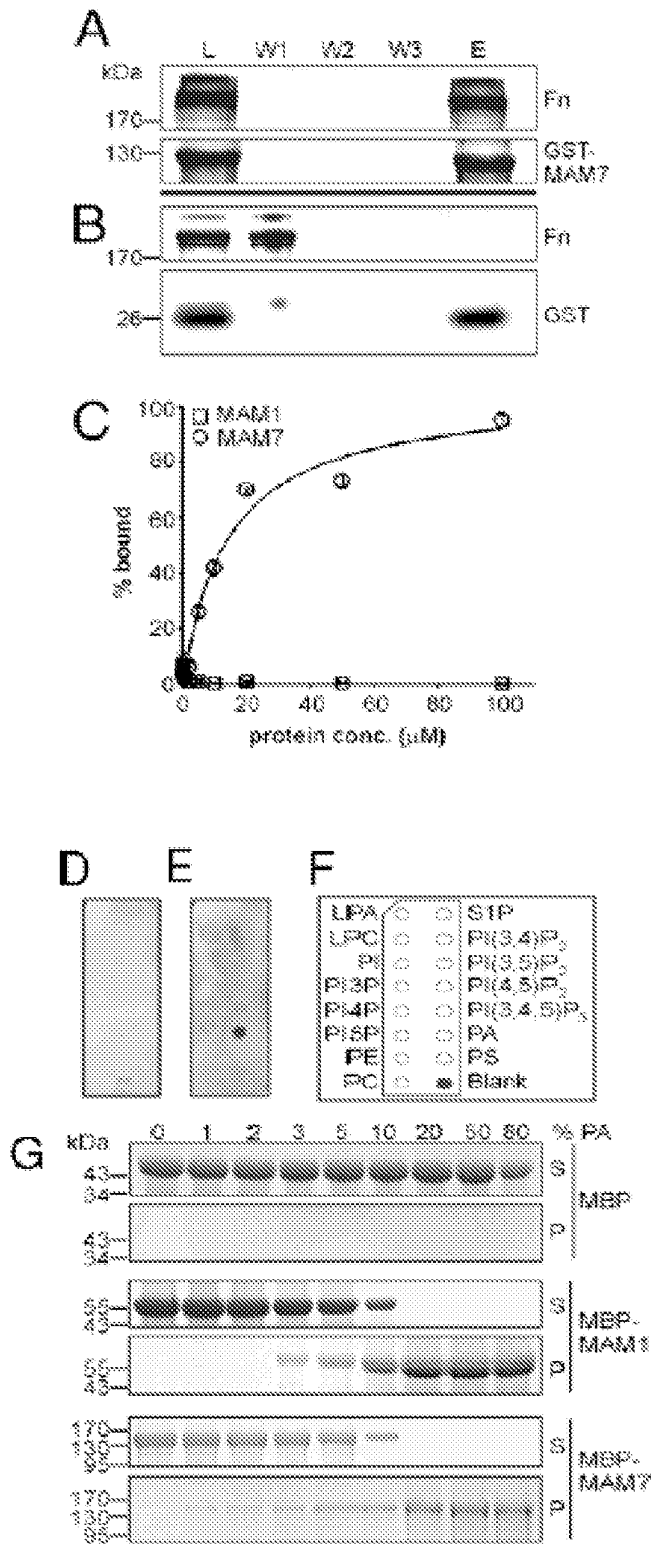 A
L W1 W2 W3 E
kDa
170
Fn
130
GST-
MAM7
B
170
Fn
26
GST
C
MAM1
MAM7
100
80
60
40
20
0
% bound
0 20 40 60 80 100
protein conc. (μM)
D E F
LPA S1P
LPC PI(3,4)P2
PI PI(3,5)P2
PI3P PI(4,5)P2
PI4P PI(3,4,5)P3
PI5P PA
PE PS
PC Blank
G
kDa 0 1 2 3 5 10 20 50 80 % PA
43
34
S
43
34
P
MBP
55
43
S
55
43
P
MBP-
MAM1
170
130
95
S
170
130
95
P
MBP-
MAM7